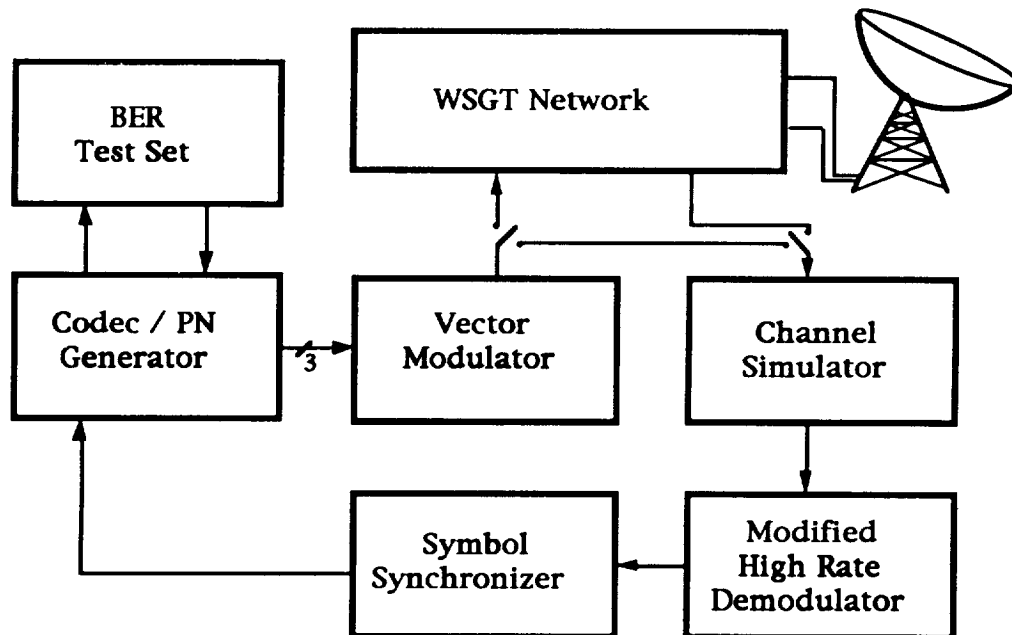 BER
Test Set
WSGT Network
Codec / PN
Generator
3
Vector
Modulator
Channel
Simulator
Symbol
Synchronizer
Modified
High Rate
Demodulator